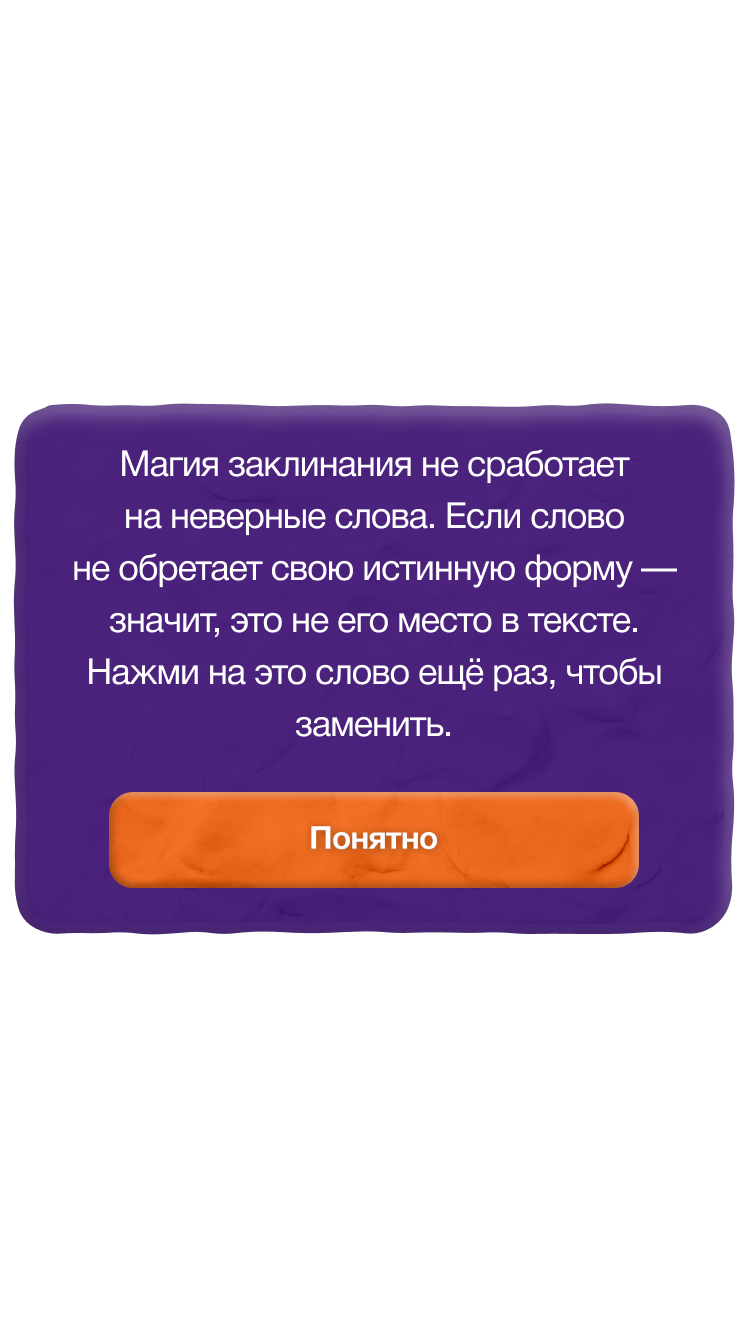 Магия заклинания не сработает
на неверные слова. Если слово
не обретает свою истинную форму —
значит, это не его место в тексте.
Нажми на это слово ещё раз, чтобы
заменить.
Понятно